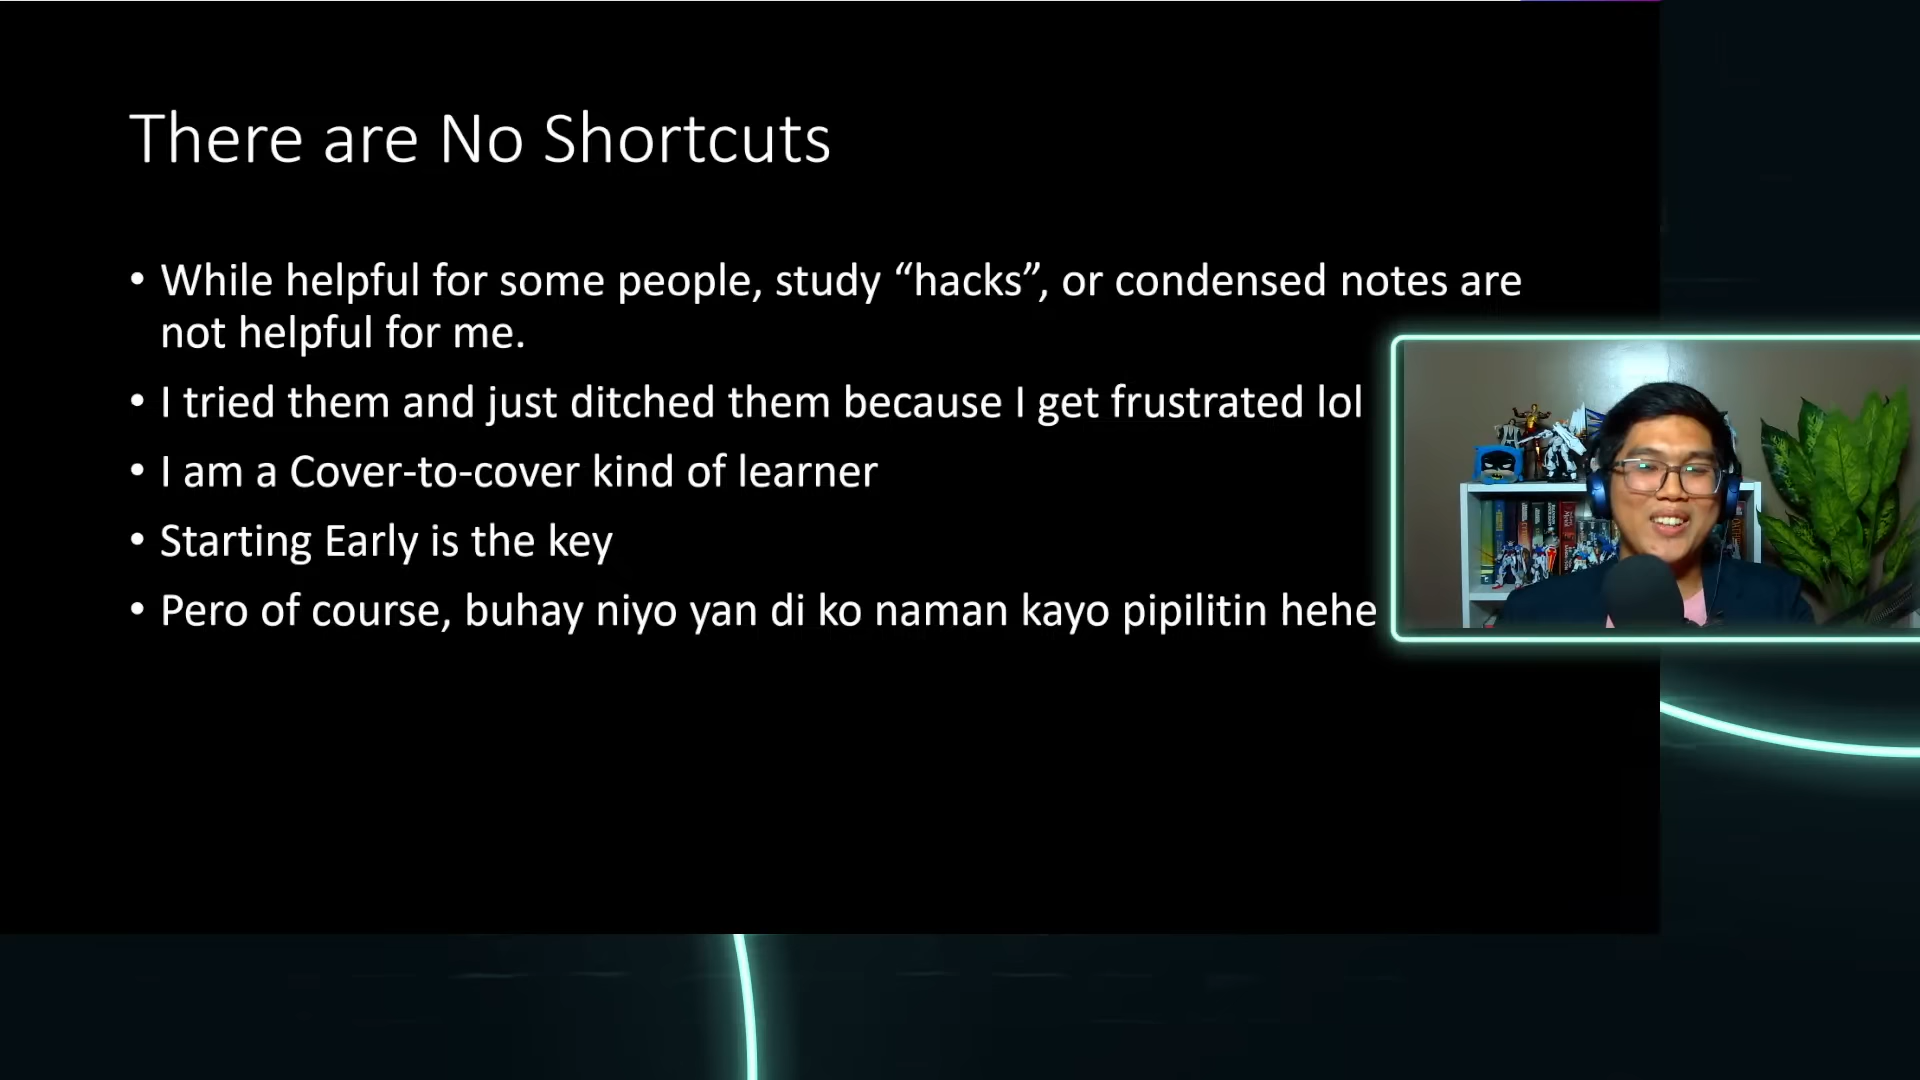 There are No Shortcuts
• While helpful for some people, study “hacks”, or condensed notes are
not helpful for me.
• I tried them and just ditched them because I get frustrated lol
• I am a Cover-to-cover kind of learner
• Starting Early is the key
• Pero of course, buhay niyo yan di ko naman kayo pipilitin hehe